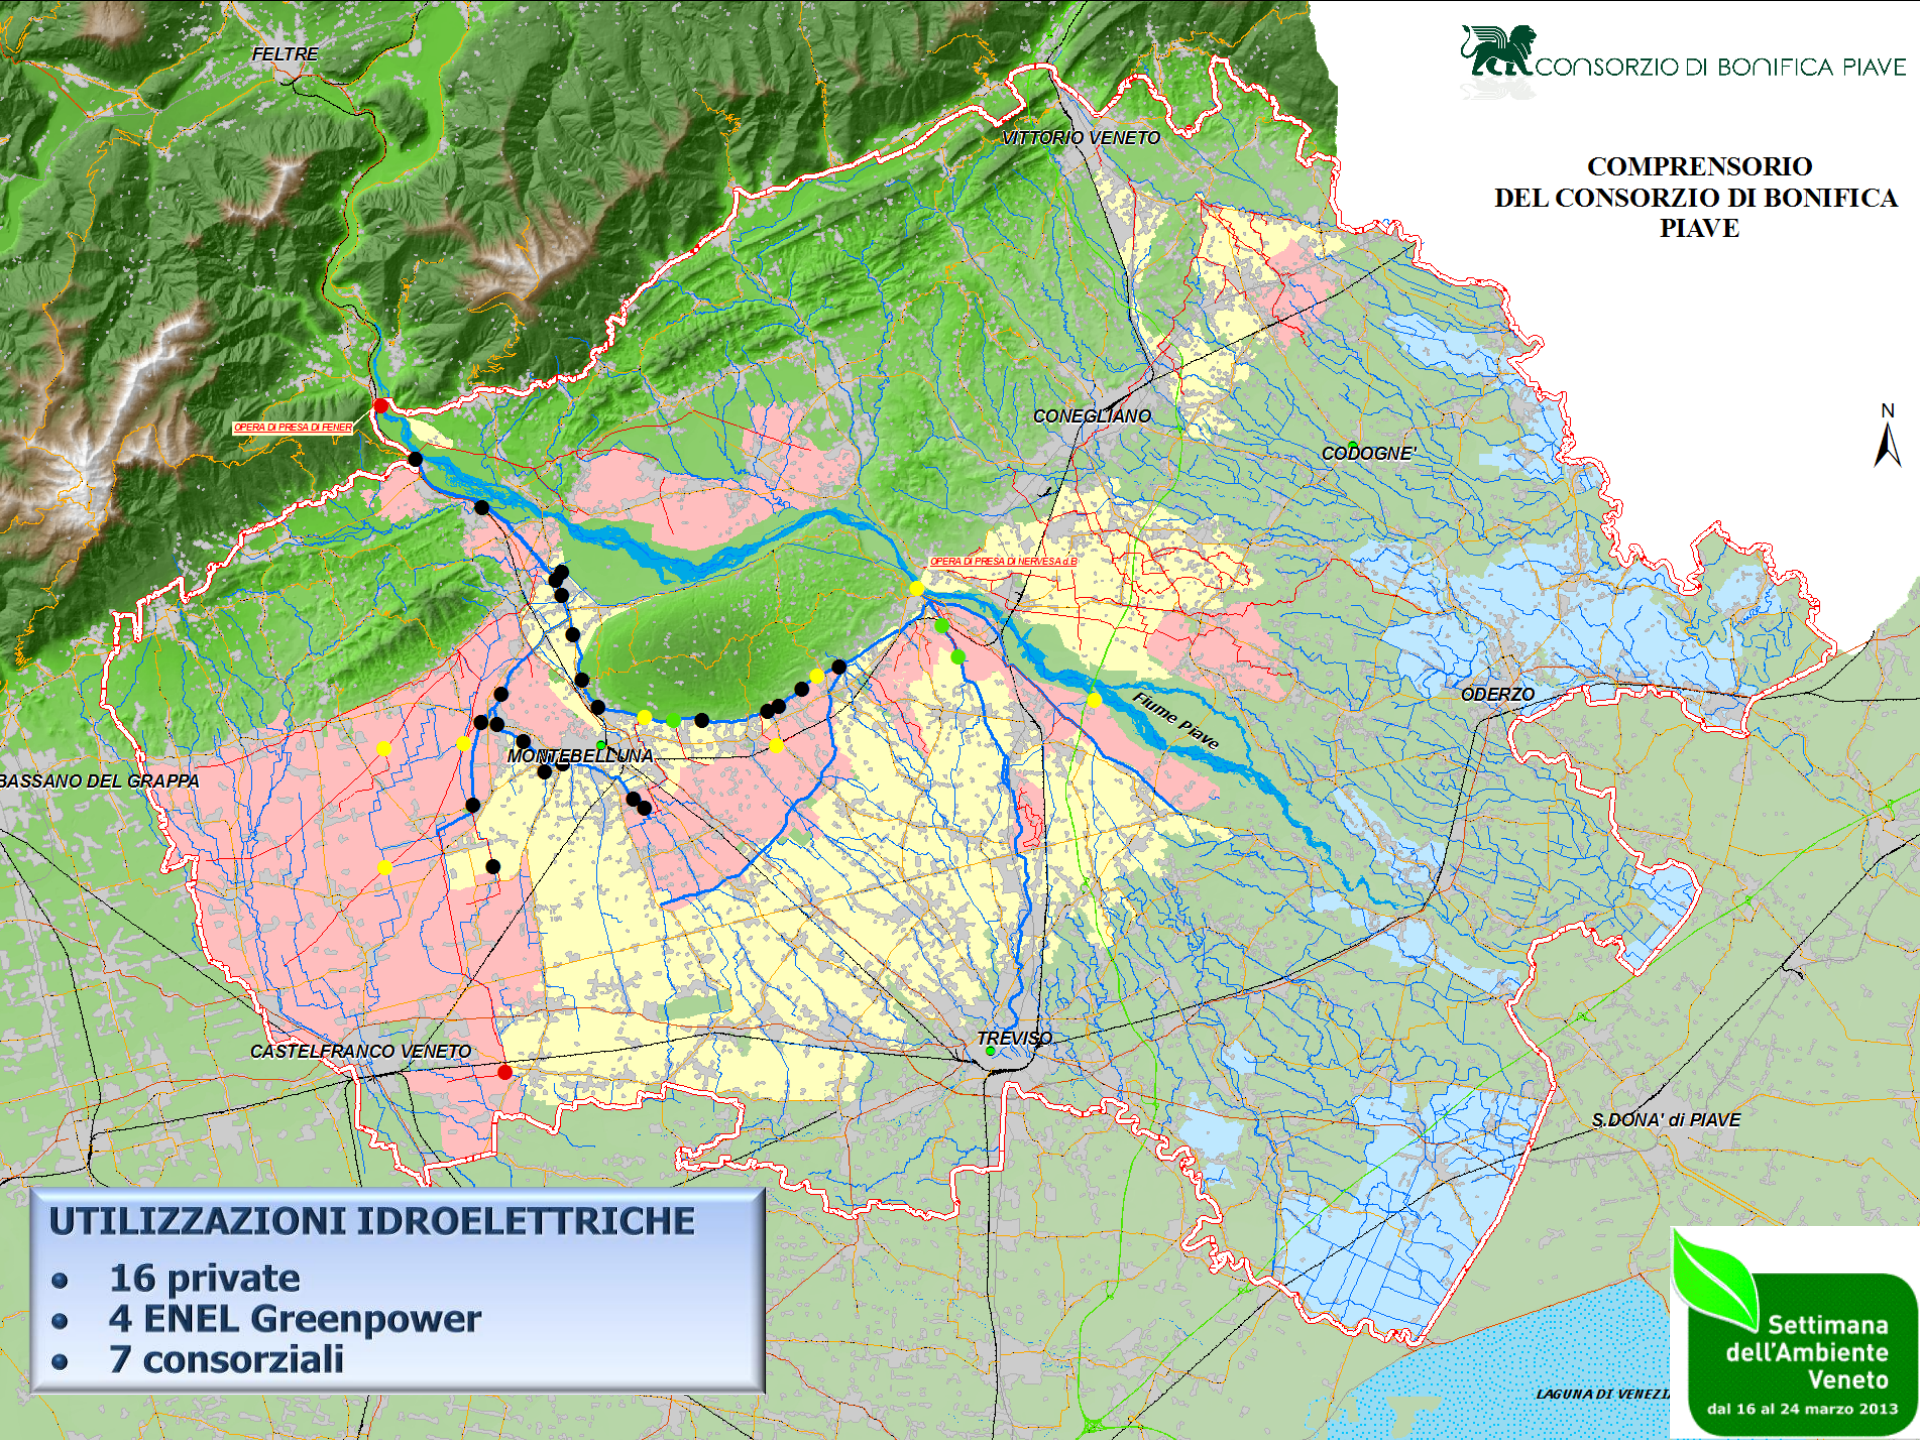 FELTRE
CONSORZIO DI BONIFICA PIAVE
VITTORIO VENETO
COMPRENSORIO
DEL CONSORZIO DI BONIFICA
PIAVE
N
OPERA DI PRESA DI FENER
CONEGLIANO
CODOGNE'
OPERA DI PRESA DI NERVESA d.B
ODERZO
Fiume Piave
MONTEBELLUNA
BASSANO DEL GRAPPA
TREVISO
CASTELFRANCO VENETO
S.DONA' di PIAVE
UTILIZZAZIONI IDROELETTRICHE
• 16 private
• 4 ENEL Greenpower
• 7 consorziali
LAGUNA DI VENEZI
Settimana
dell'Ambiente
Veneto
dal 16 al 24 marzo 2013